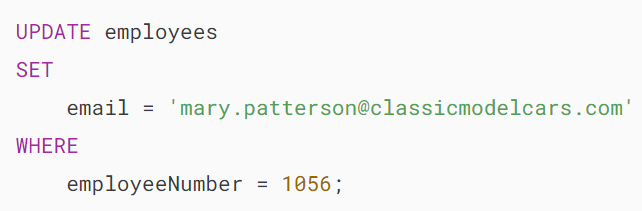 UPDATE employees
SET
    email = 'mary.patterson@classicmodelcars.com'
WHERE
    employeeNumber = 1056;